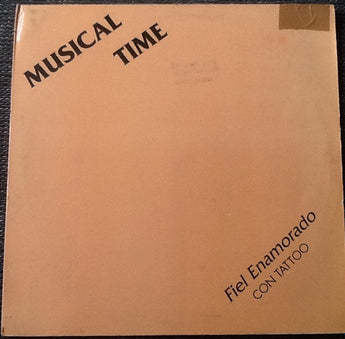 MUSICAL
TIME
Fiel Enamorado
CON TATTOO